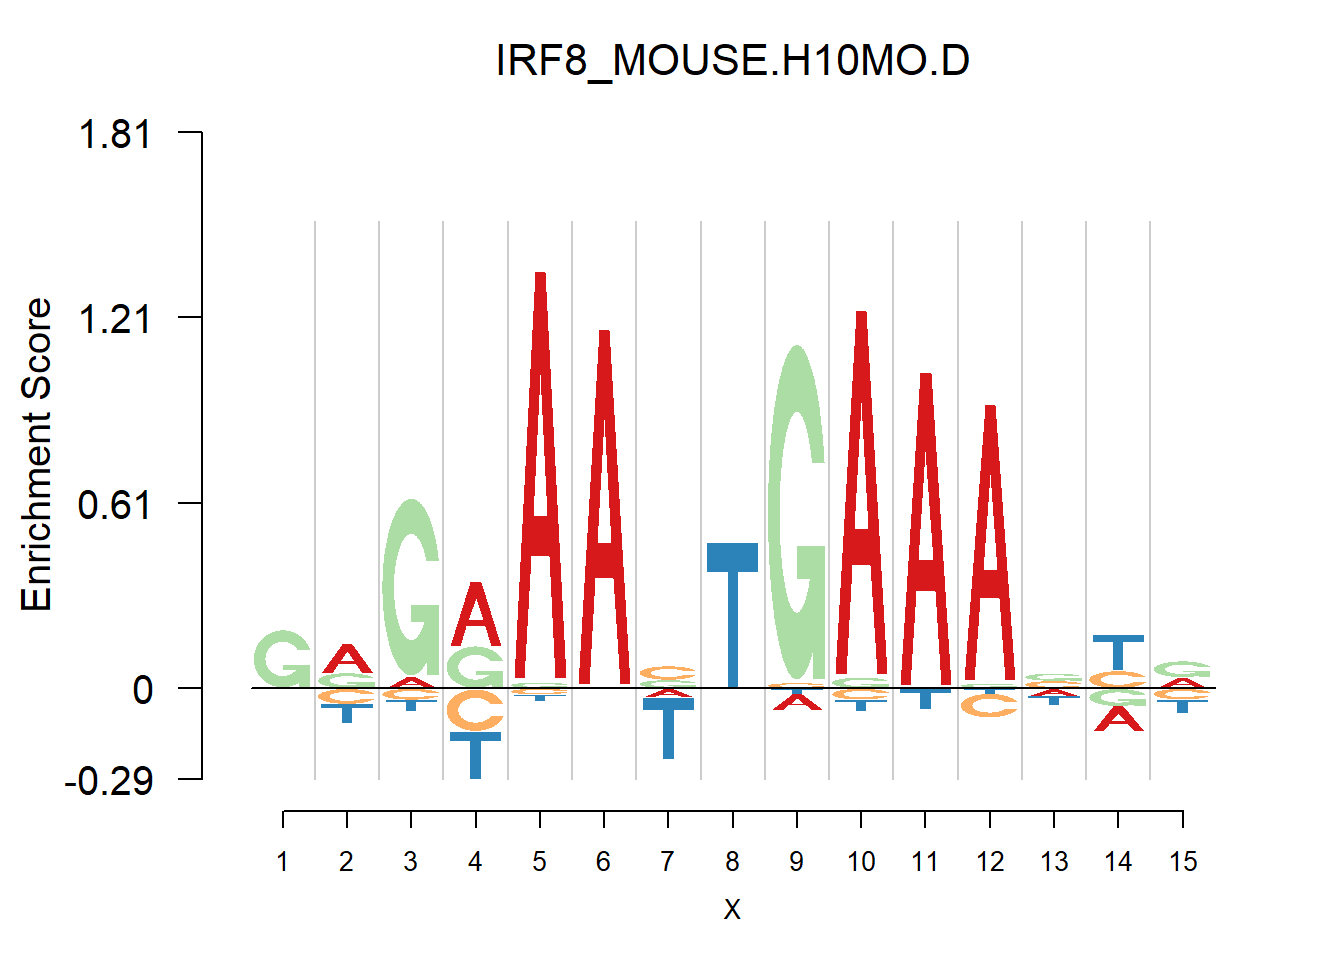 IRF8_MOUSE.H10MO.D
1.81
1.21
0.61
0
-0.29
Enrichment Score
G A G C T G A C T A G C T A G C T A G C T C G A T T G C T A A G C T A T A G T C G C A T T C G A G A C T
1 2 3 4 5 6 7 8 9 10 11 12 13 14 15
X